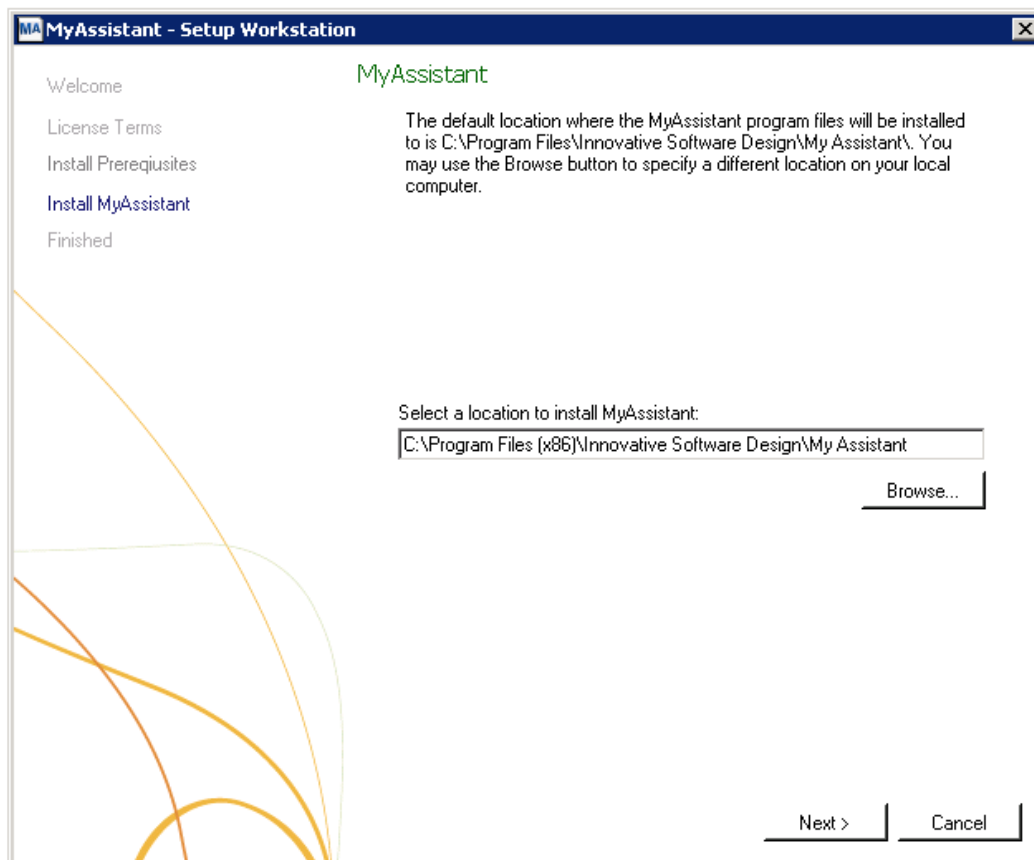 MA MyAssistant - Setup Workstation
Welcome
License Terms
Install Prereqiusites
Install MyAssistant
Finished
MyAssistant
The default location where the MyAssistant program files will be installed
to is C:\Program Files\Innovative Software Design\My Assistant\. You
may use the Browse button to specify a different location on your local
computer.
Select a location to install MyAssistant:
C:\Program Files (x86)\Innovative Software Design\My Assistant
Browse...
Next >
Cancel